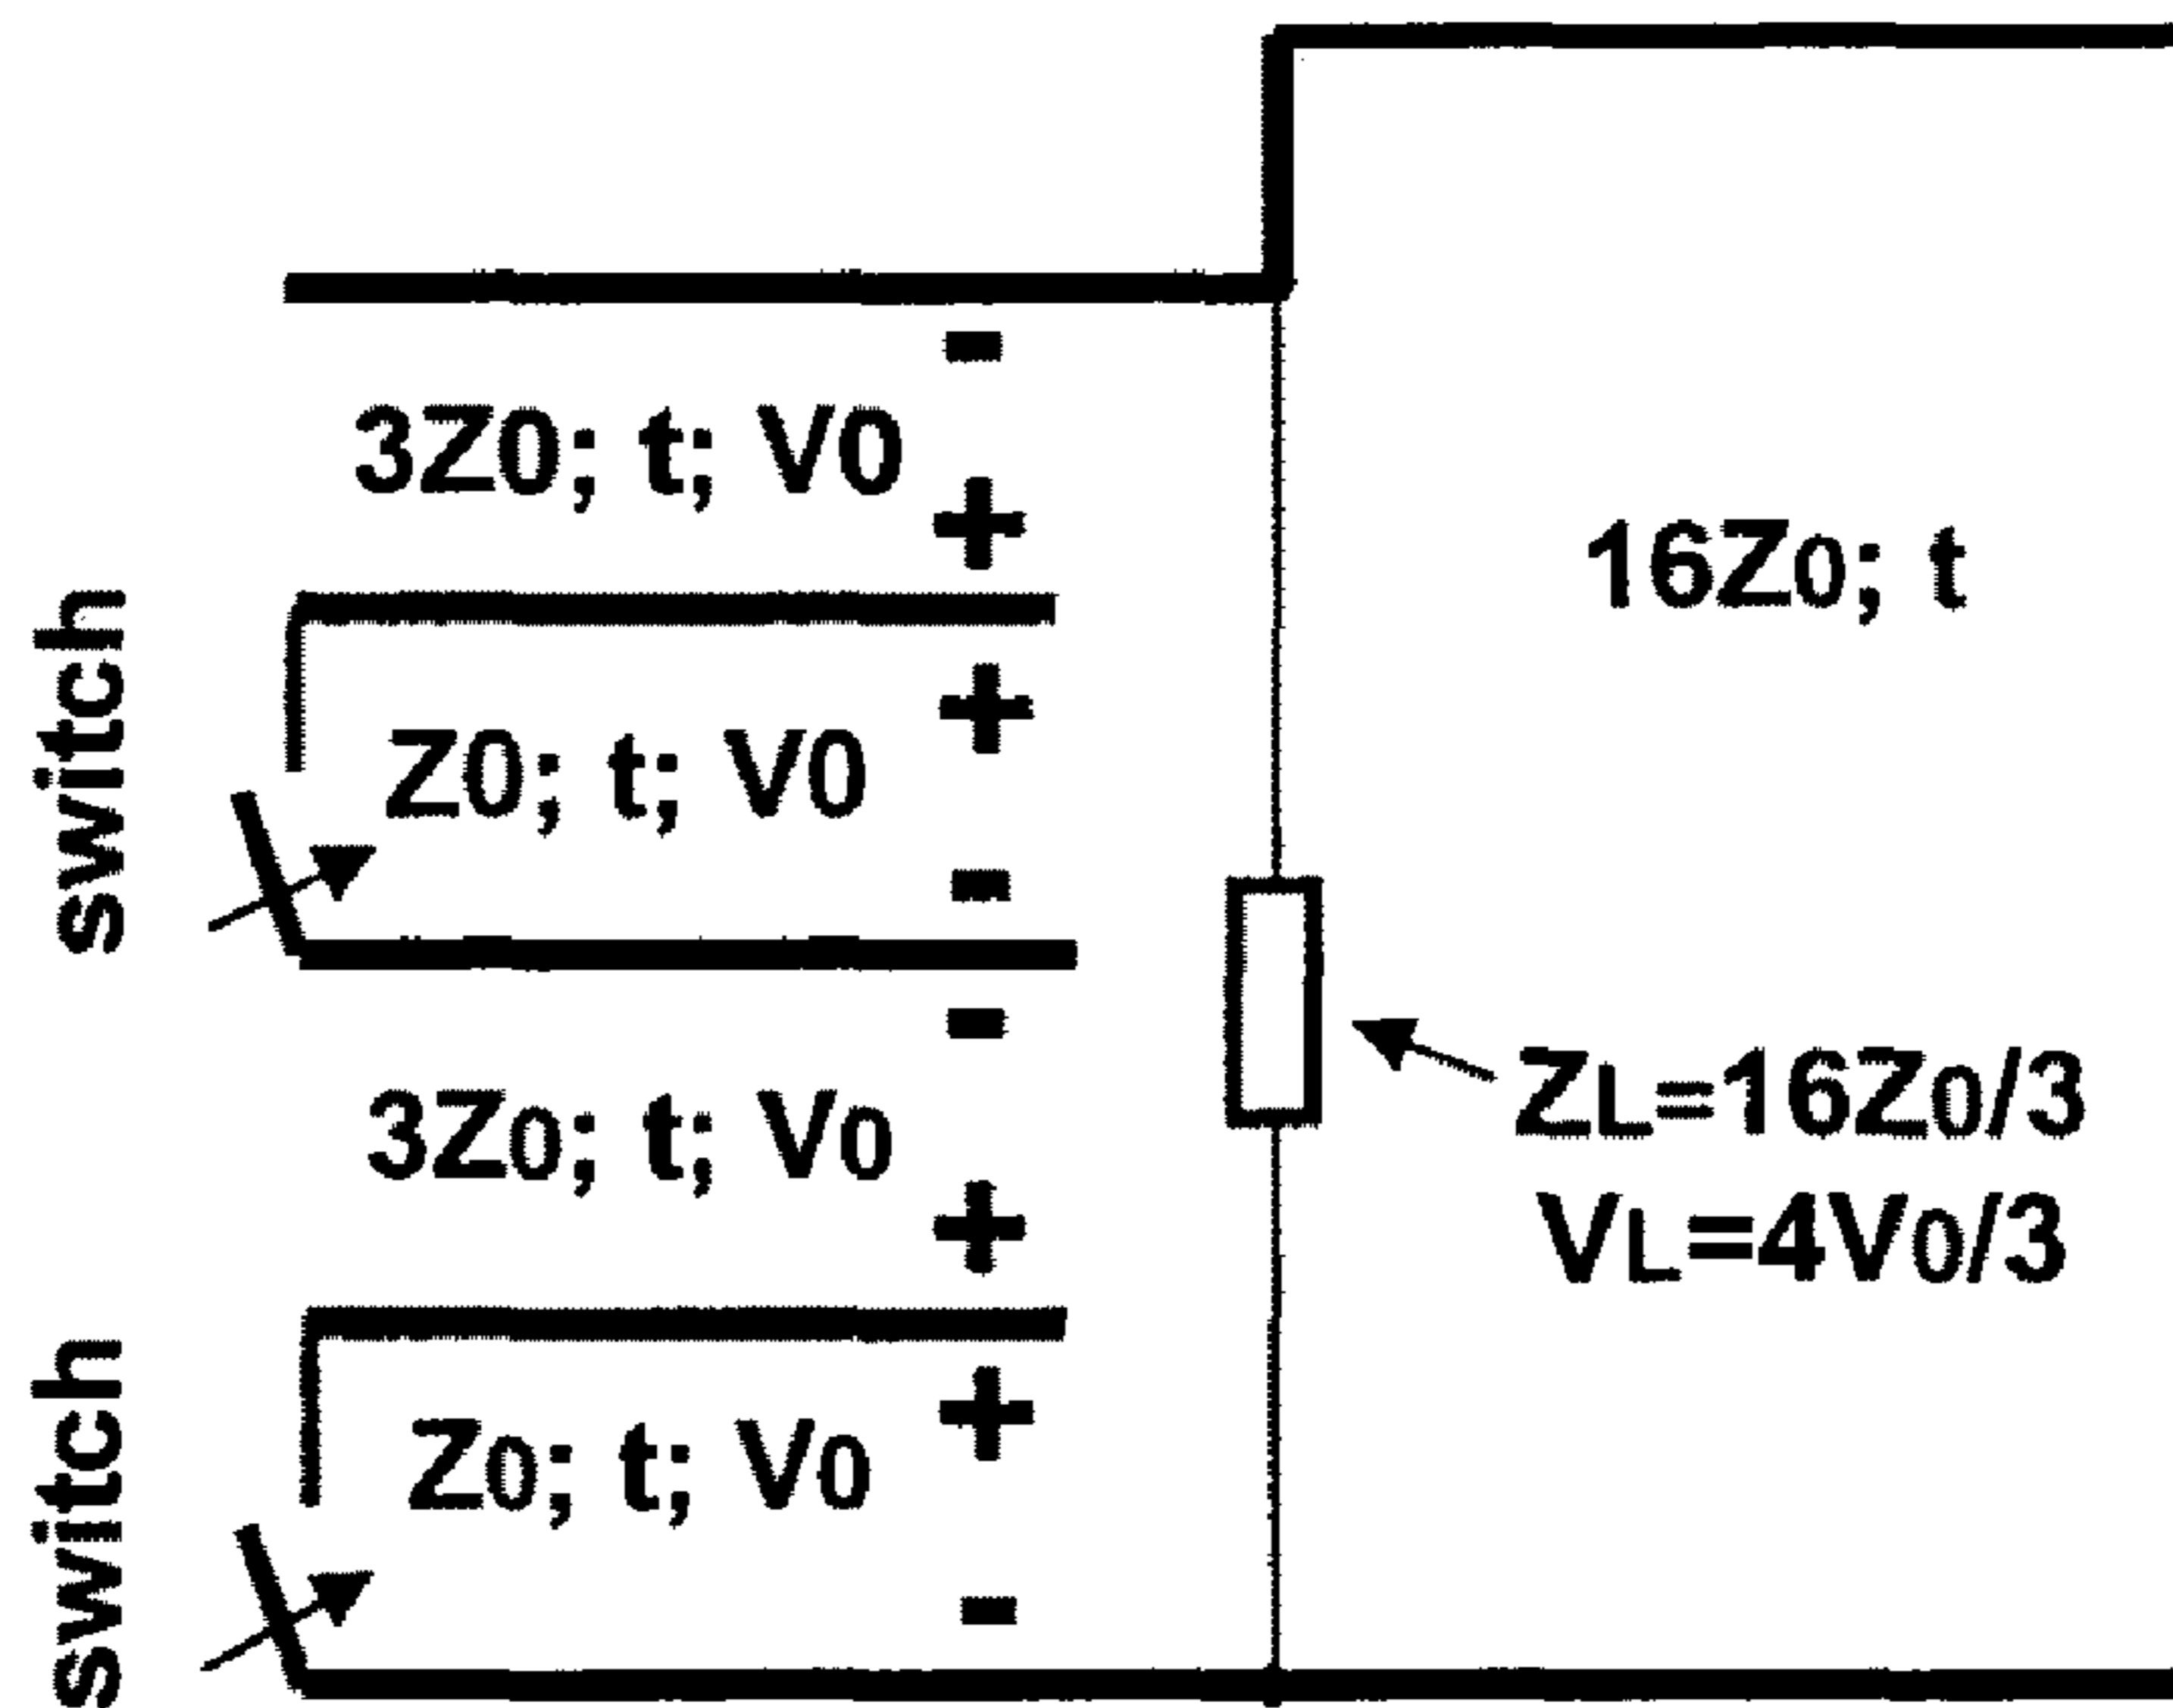 -
3Z0; t; V0
+
switch
+
Z0; t; V0
-
16Z0; t
-
3Z0; t; V0
+
ZL=16Z0/3
VL=4V0/3
switch
+
Z0; t; V0
-